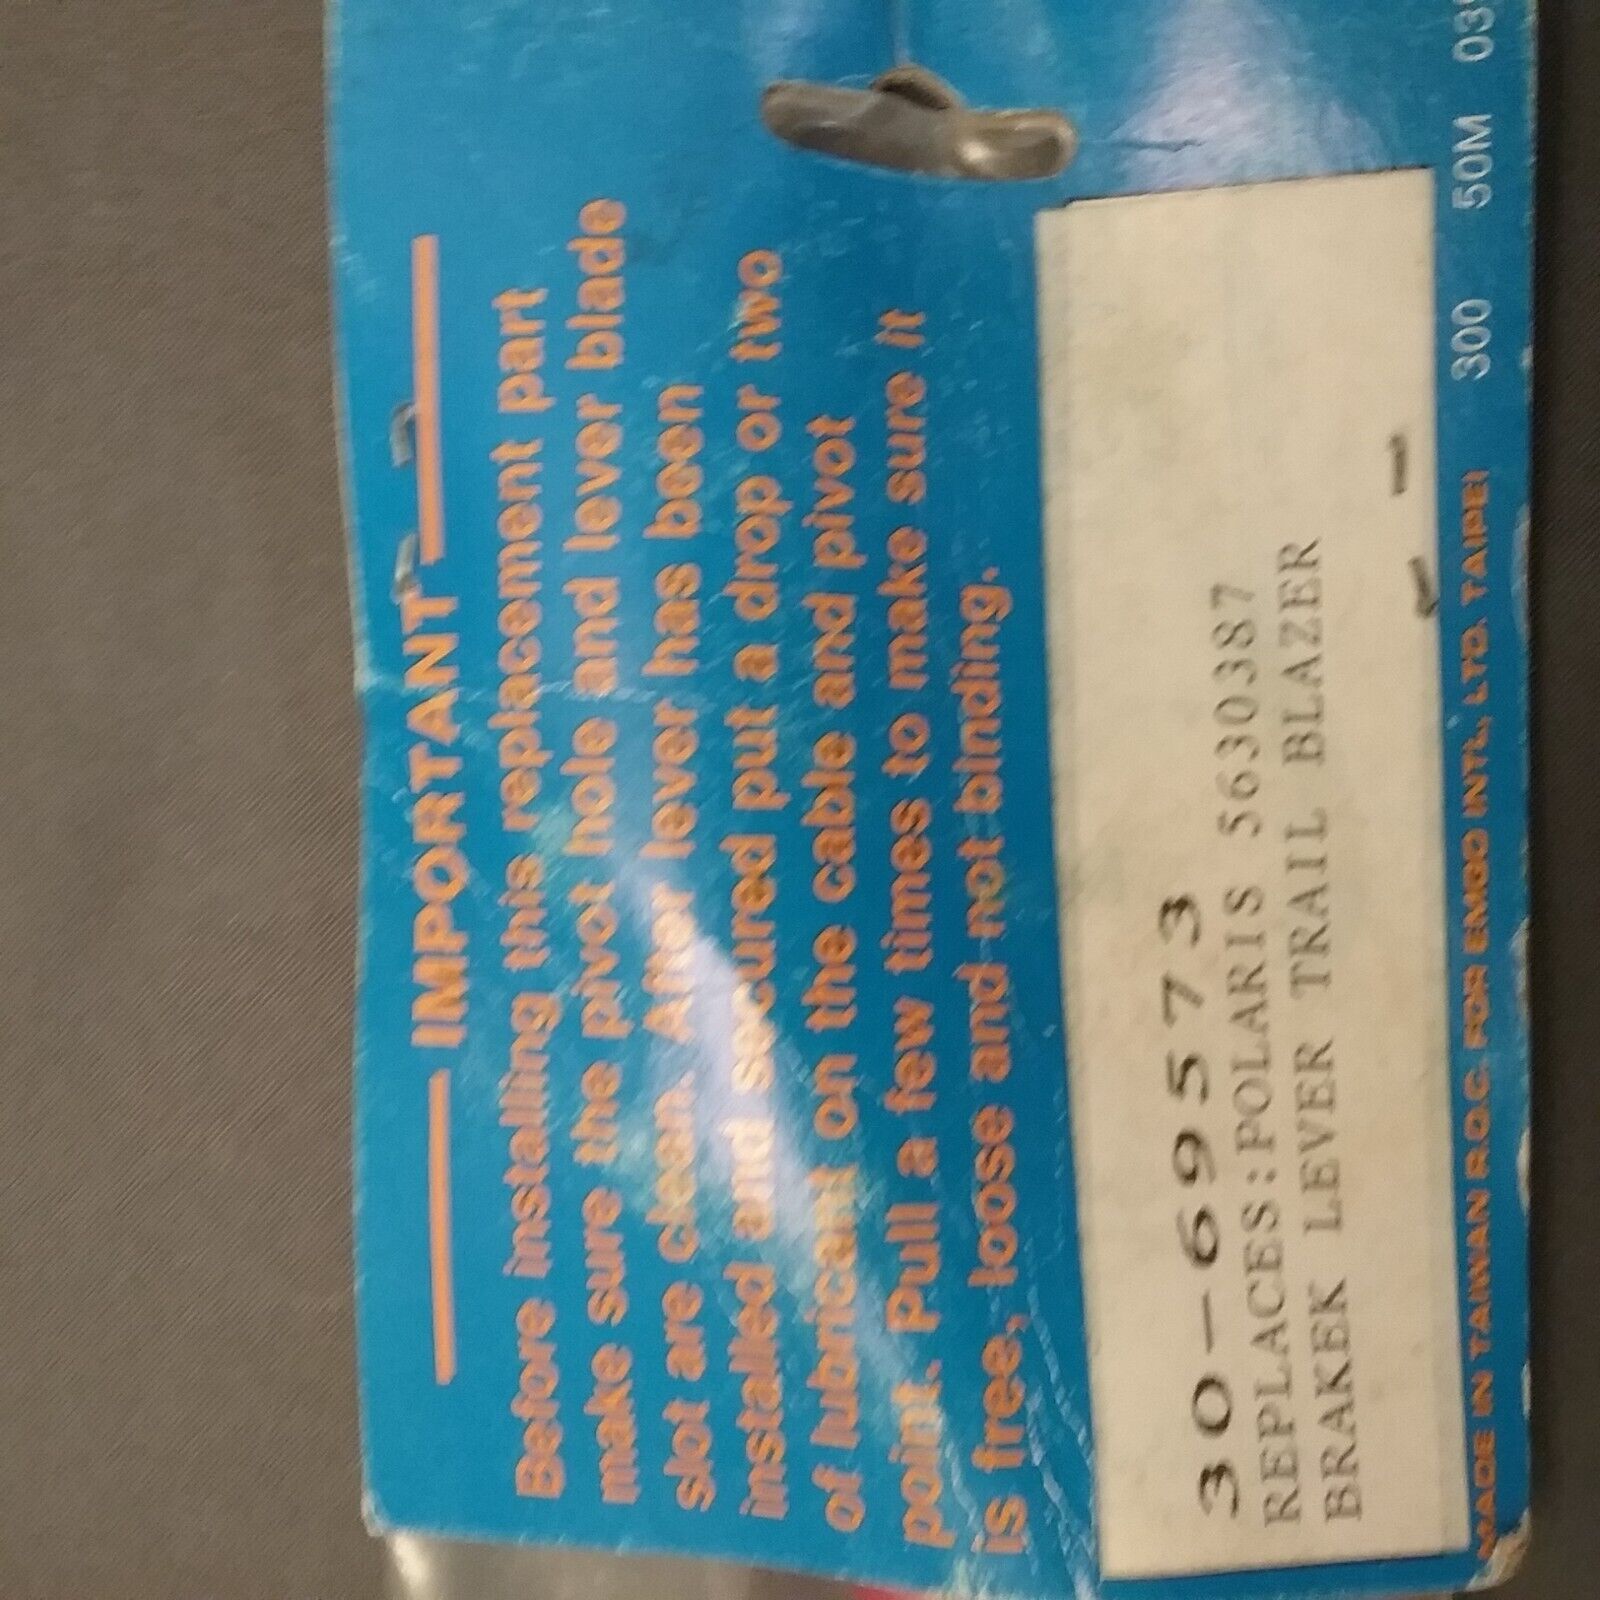 IMPORTANT
Before installing this replacement part
make sure the pivot hole and lever blade
slot are clean. After lever has been
installed and secured put a drop or two
of lubricant on the cable and pivot
point. Pull a few times to make sure it
is free, loose and not binding.
30-69573
REPLACES:POLARIS 5630387
BRAKEK LEVER TRAIL BLAZER
MADE IN TAIWAN R.O.C. FOR EMGO INTL., LTD. TAIPEI 300 50M